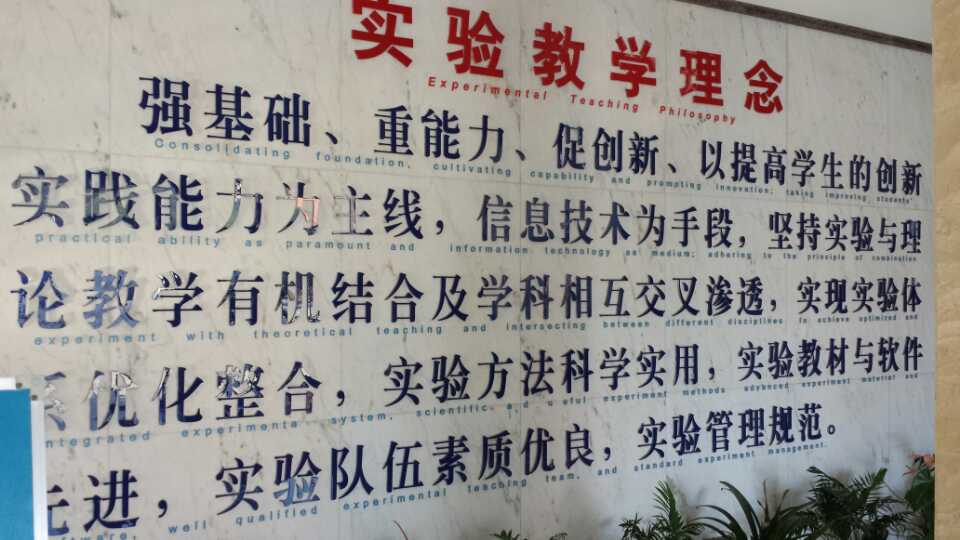 实验教学理念
Experimental Teaching Philosophy
强基础、重能力、促创新、以提高学生的创新
Consolidating foundation, cultivating capability and prompting innovation; taking improving students'
实践能力为主线，信息技术为手段，坚持实验与理
practical ability as paramount and information technology as medium; adhering to the principle of combination
论教学有机结合及学科相互交叉渗透，实现实验体
experiment with theoretical teaching and intersecting between different disciplines to achieve optimized and
系优化整合，实验方法科学实用，实验教材与软件
integrated experimental system, scientific and useful experiment methods advanced experiment material and
先进，实验队伍素质优良，实验管理规范。
software, well qualified experimental teaching team, and standard experiment management.